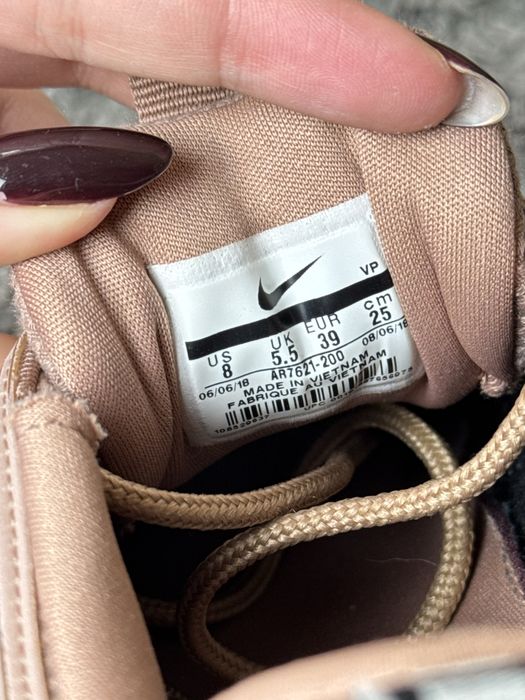 VP
US UK EUR cm
8 5.5 39 25
06/06/18 AR7621-200 08/06/18
MADE IN VIETNAM
FABRIQUE AU VIETNAM